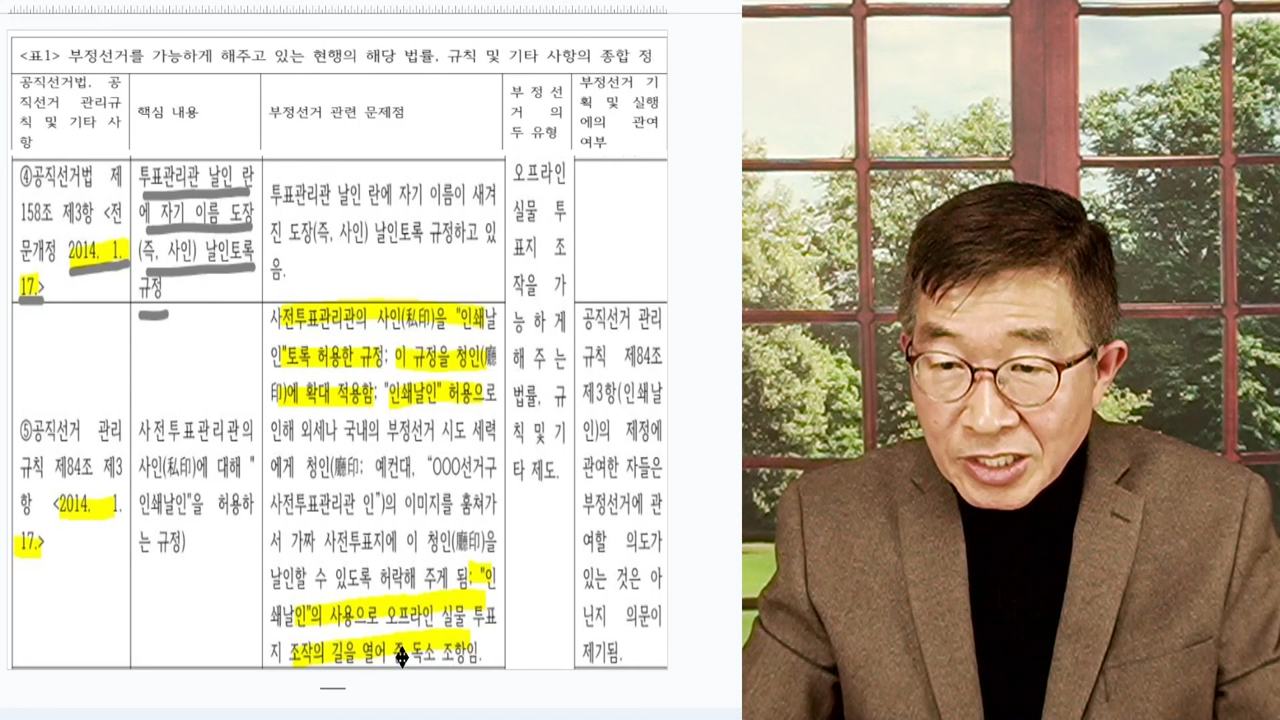 <표1> 부정선거를 가능하게 해주고 있는 현행의 해당 법률, 규칙 및 기타 사항의 종합 정
공직선거법, 공
직선거 관리규
칙 및 기타 사
항
핵심 내용
부정선거 관련 문제점
부 정 선
거 의
두 유형
부정선거 기
획 및 실행
에의 관여
여부
④공직선거법 제
158조 제3항 <전
문개정 2014. 1.
17.>
투표관리관 날인 란
에 자기 이름 도장
(즉, 사인) 날인토록
규정
투표관리관 날인 란에 자기 이름이 새겨
진 도장(즉, 사인) 날인토록 규정하고 있
음.
오프라인
실물 투
표지 조
작을 가
능 하 게
해 주 는
법률, 규
칙 및 기
타 제도.
⑤공직선거 관리
규칙 제84조 제3
항 <2014. 1.
17.>
사전투표관리관의
사인(私印)에 대해 "
인쇄날인"을 허용하
는 규정)
사전투표관리관의 사인(私印)을 "인쇄날
인"토록 허용한 규정; 이 규정을 청인(廳
印)에 확대 적용함; "인쇄날인" 허용으로
인해 외세나 국내의 부정선거 시도 세력
에게 청인(廳印; 예컨대, “OOO선거구
사전투표관리관 인”)의 이미지를 훔쳐가
서 가짜 사전투표지에 이 청인(廳印)을
날인할 수 있도록 허락해 주게 됨; "인
쇄날인"의 사용으로 오프라인 실물 투표
지 조작의 길을 열어 준 독소 조항임.
공직선거 관리
규칙 제84조
제3항(인쇄날
인)의 제정에
관여한 자들은
부정선거에 관
여할 의도가
있는 것은 아
닌지 의문이
제기됨.